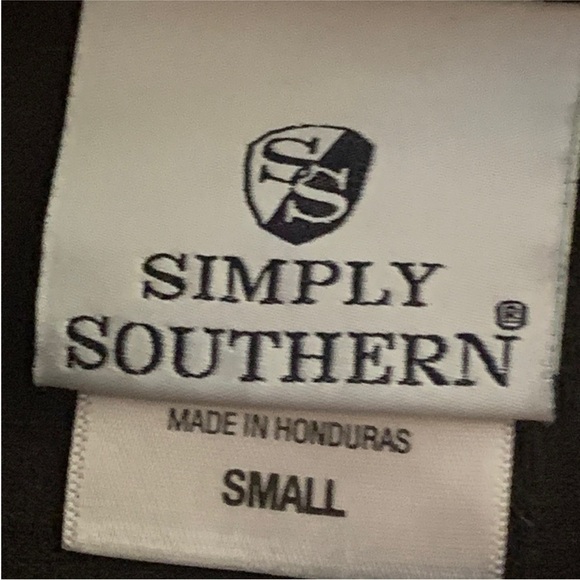 SS
SIMPLY
SOUTHERN®
MADE IN HONDURAS
SMALL